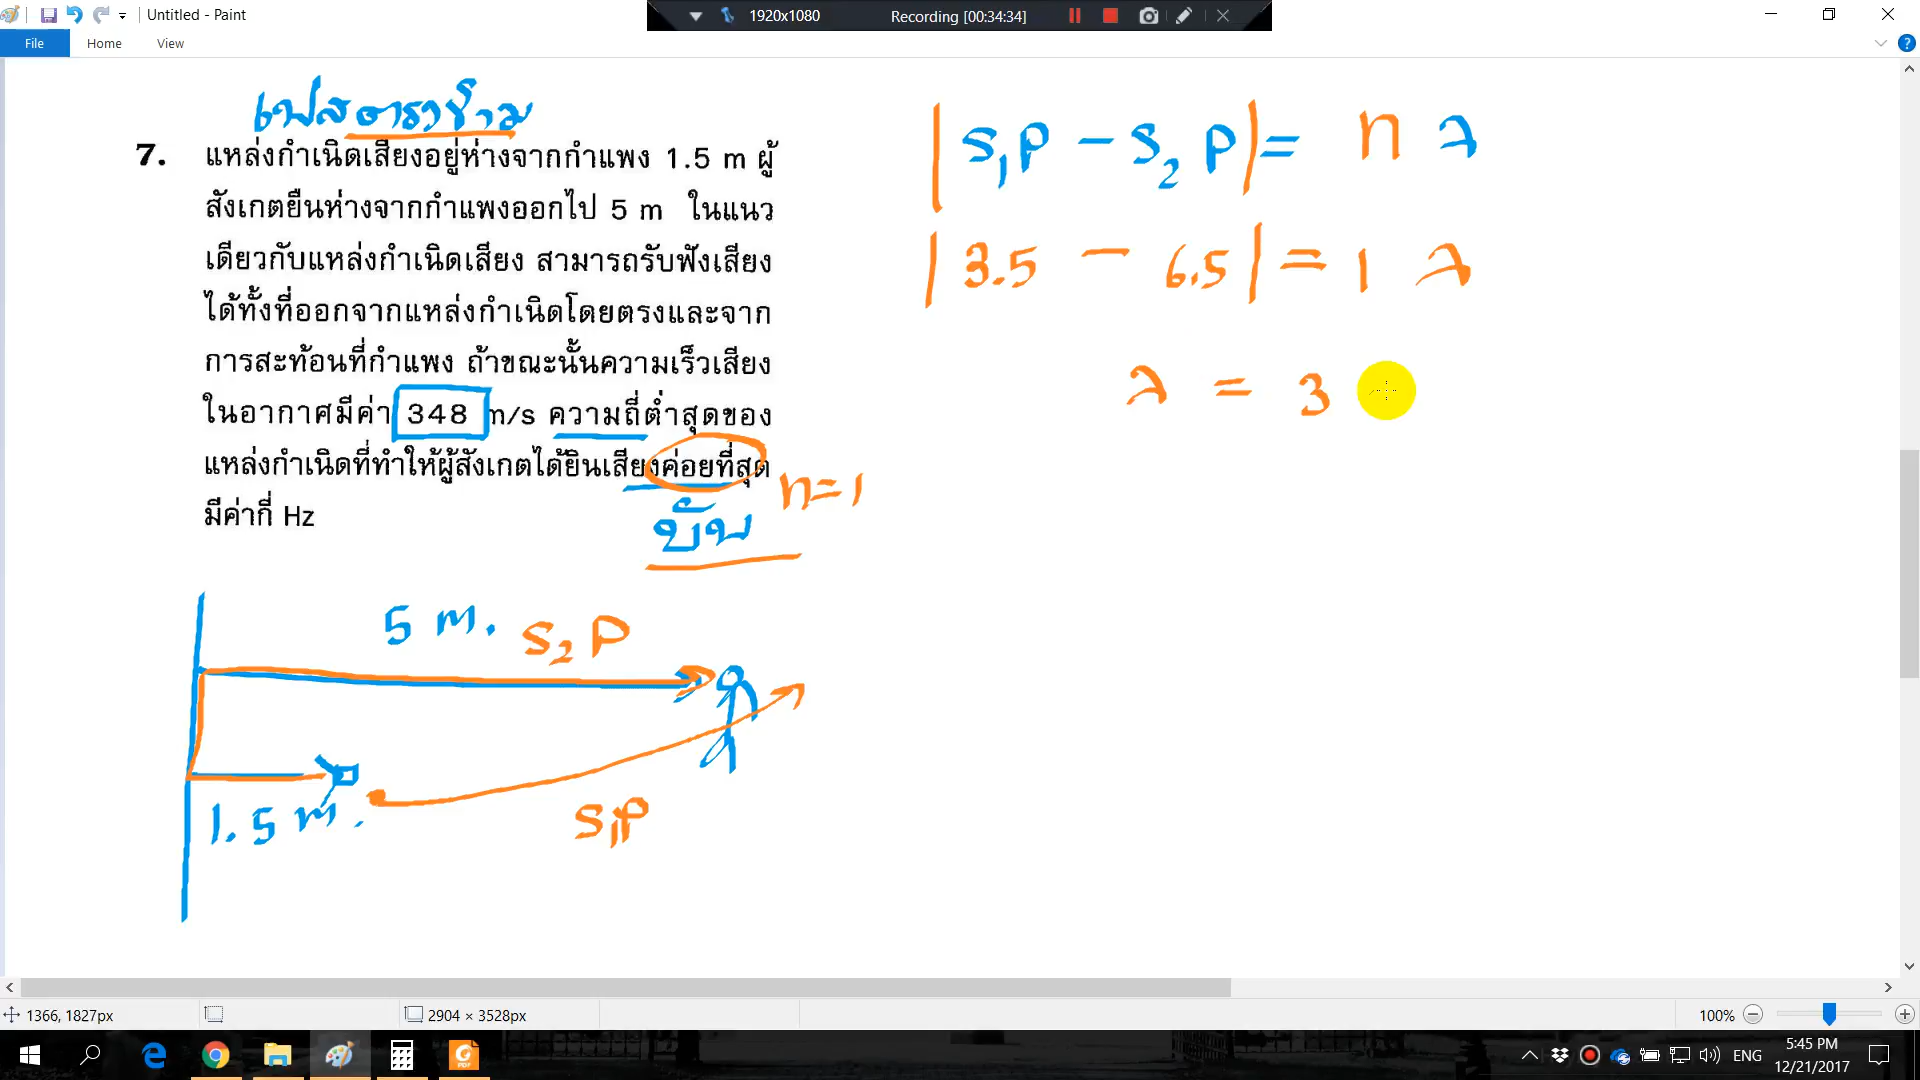 Untitled - Paint
1920x1080
Recording [00:34:34]
File
Home
View
เฟสตรงข้าม
7. แหล่งกำเนิดเสียงอยู่ห่างจากกำแพง 1.5 m ผู้
สังเกตยืนห่างจากกำแพงออกไป 5 m ในแนว
เดียวกับแหล่งกำเนิดเสียง สามารถรับฟังเสียง
ได้ทั้งที่ออกจากแหล่งกำเนิดโดยตรงและจาก
การสะท้อนที่กำแพง ถ้าขณะนั้นความเร็วเสียง
ในอากาศมีค่า 348 m/s ความถี่ต่ำสุดของ
แหล่งกำเนิดที่ทำให้ผู้สังเกตได้ยินเสียงค่อยที่สุด
มีค่ากี่ Hz
n=1
บัพ
5 m. S₂P
1.5 m.
S₁P
|S₁P - S₂P| = n λ
|3.5 - 6.5| = 1 λ
λ = 3
1366, 1827px
2904 × 3528px
100%
ENG
5:45 PM
12/21/2017